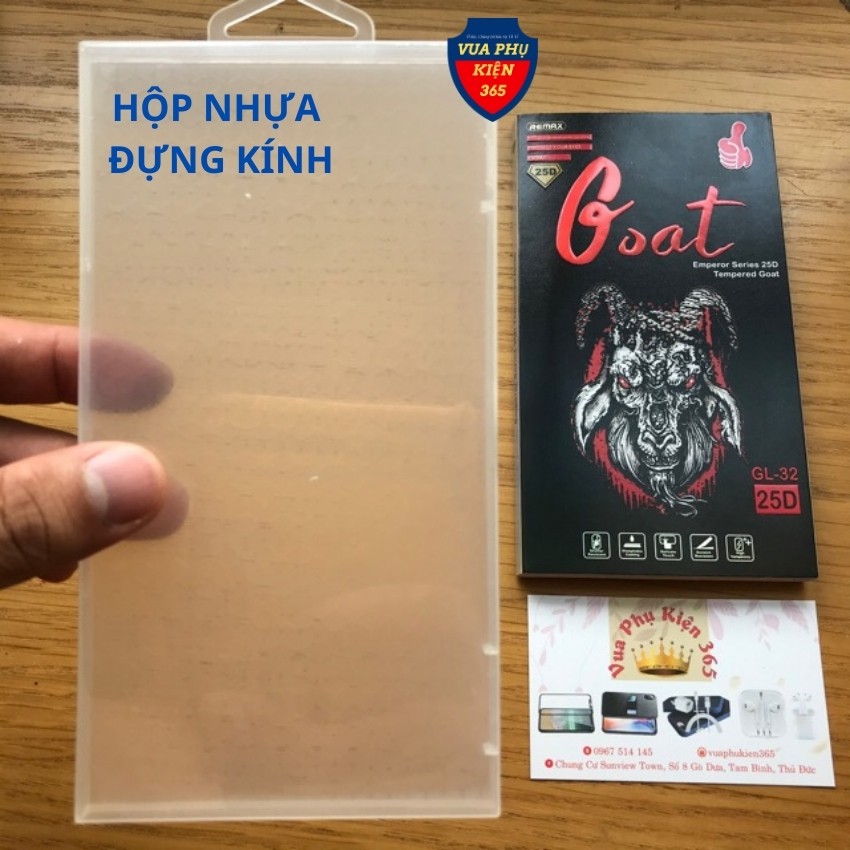 VUA PHỤ
KIỆN
365
HỘP NHỰA
ĐỰNG KÍNH
REMAX
25D
Goat
Emperor Series 25D
Tempered Goat
GL-32
25D
Vua Phụ Kiện 365
0967 514 145
vuaphukien365
Chung Cư Sunview Town, Số 8 Gò Dưa, Tam Bình, Thủ Đức